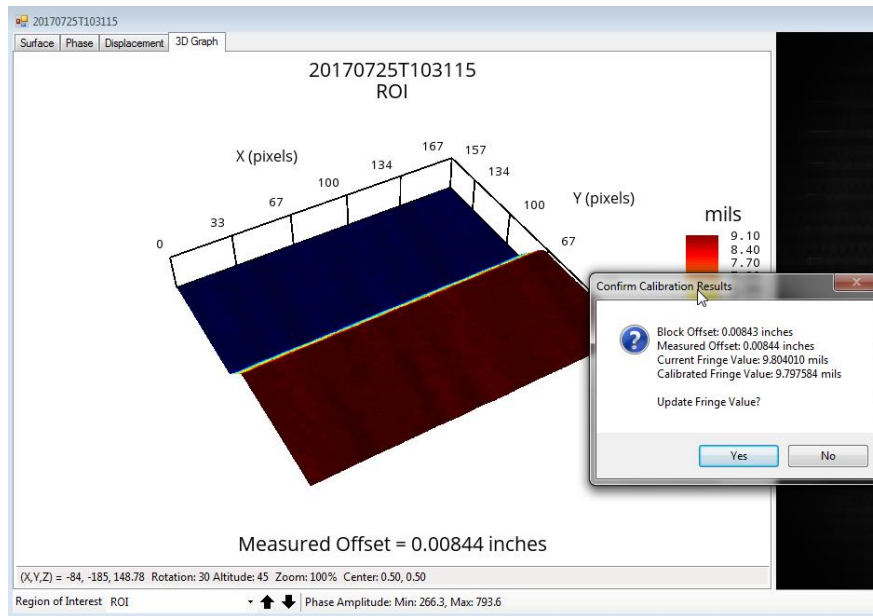 20170725T103115
Surface Phase Displacement 3D Graph
20170725T103115
ROI
X (pixels)
0
33
67
100
134
167
157
134
100
67
Y (pixels)
mils
9.10
8.40
7.70
Confirm Calibration Results
Block Offset: 0.00843 inches
Measured Offset: 0.00844 inches
Current Fringe Value: 9.804010 mils
Calibrated Fringe Value: 9.797584 mils
Update Fringe Value?
Yes No
Measured Offset = 0.00844 inches
(X,Y,Z) = -84, -185, 148.78 Rotation: 30 Altitude: 45 Zoom: 100% Center: 0.50, 0.50
Region of Interest ROI Phase Amplitude: Min: 266.3, Max: 793.6